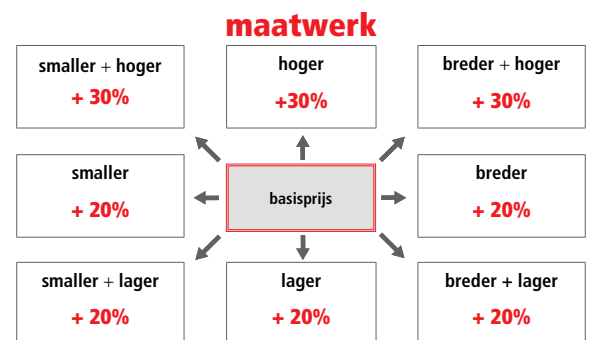 maatwerk
smaller + hoger
+ 30%
hoger
+30%
breder + hoger
+ 30%
smaller
+ 20%
basisprijs
breder
+ 20%
smaller + lager
+ 20%
lager
+ 20%
breder + lager
+ 20%